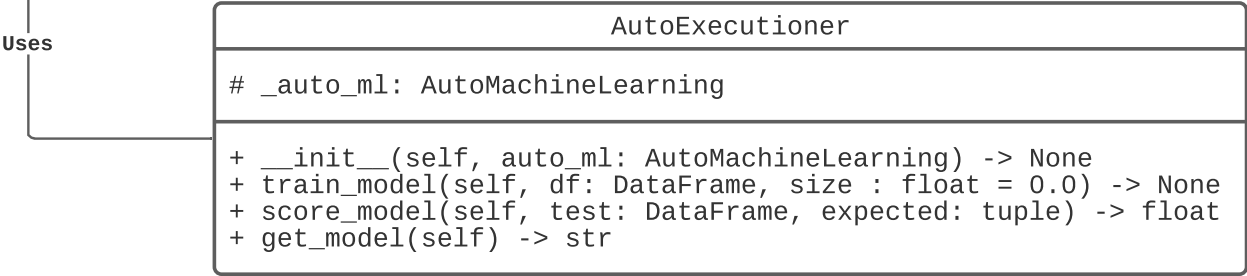 AutoExecutioner
Uses
# _auto_ml: AutoMachineLearning
+ __init__(self, auto_ml: AutoMachineLearning) -> None
+ train_model(self, df: DataFrame, size : float = 0.0) -> None
+ score_model(self, test: DataFrame, expected: tuple) -> float
+ get_model(self) -> str